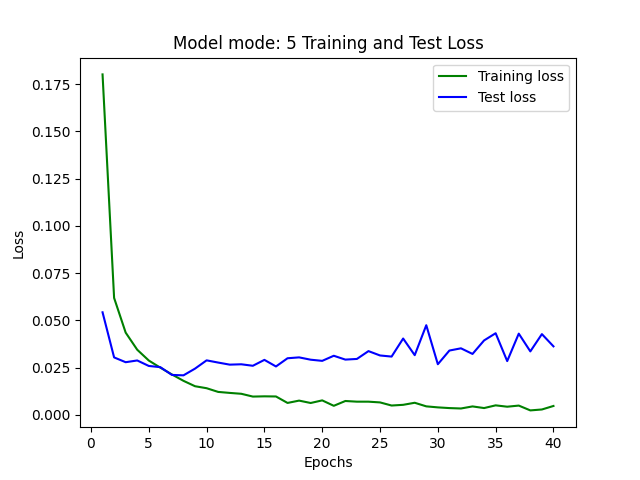 Model mode: 5 Training and Test Loss
Training loss
Test loss
0.175
0.150
0.125
0.100
0.075
0.050
0.025
0.000
Loss
0 5 10 15 20 25 30 35 40
Epochs